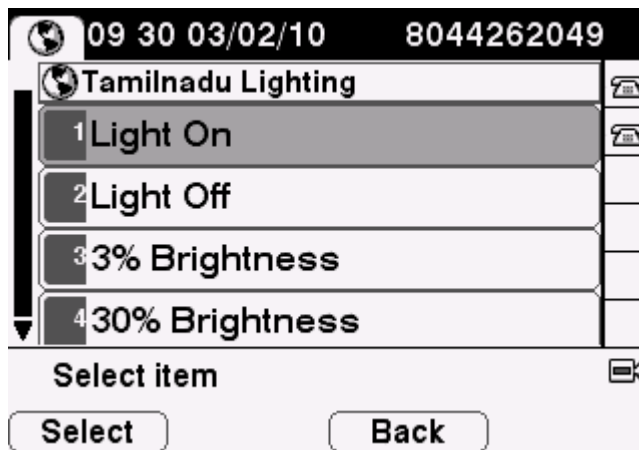 09 30 03/02/10 8044262049
Tamilnadu Lighting
1 Light On
2 Light Off
3 3% Brightness
4 30% Brightness
Select item
Select Back